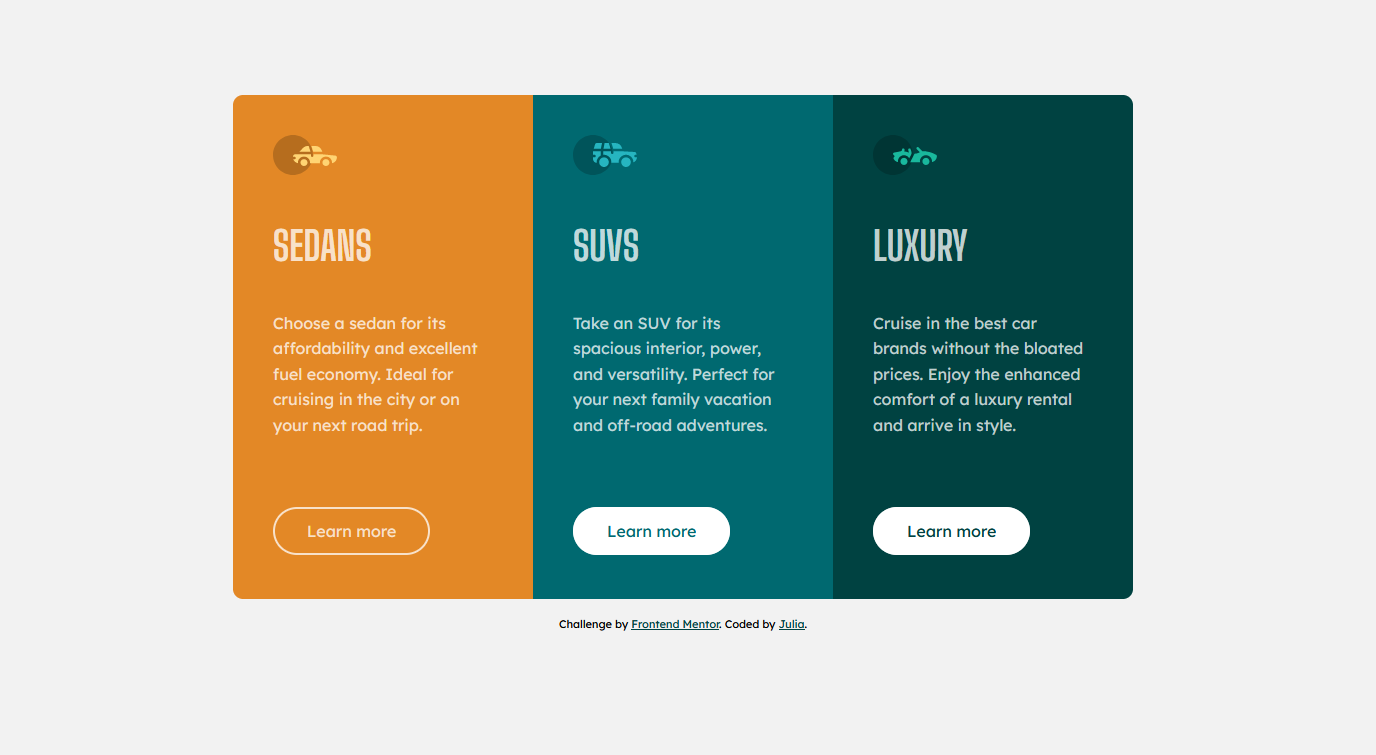 SEDANS
Choose a sedan for its
affordability and excellent
fuel economy. Ideal for
cruising in the city or on
your next road trip.
Learn more
SUVS
Take an SUV for its
spacious interior, power,
and versatility. Perfect for
your next family vacation
and off-road adventures.
Learn more
LUXURY
Cruise in the best car
brands without the bloated
prices. Enjoy the enhanced
comfort of a luxury rental
and arrive in style.
Learn more
Challenge by Frontend Mentor. Coded by Julia.